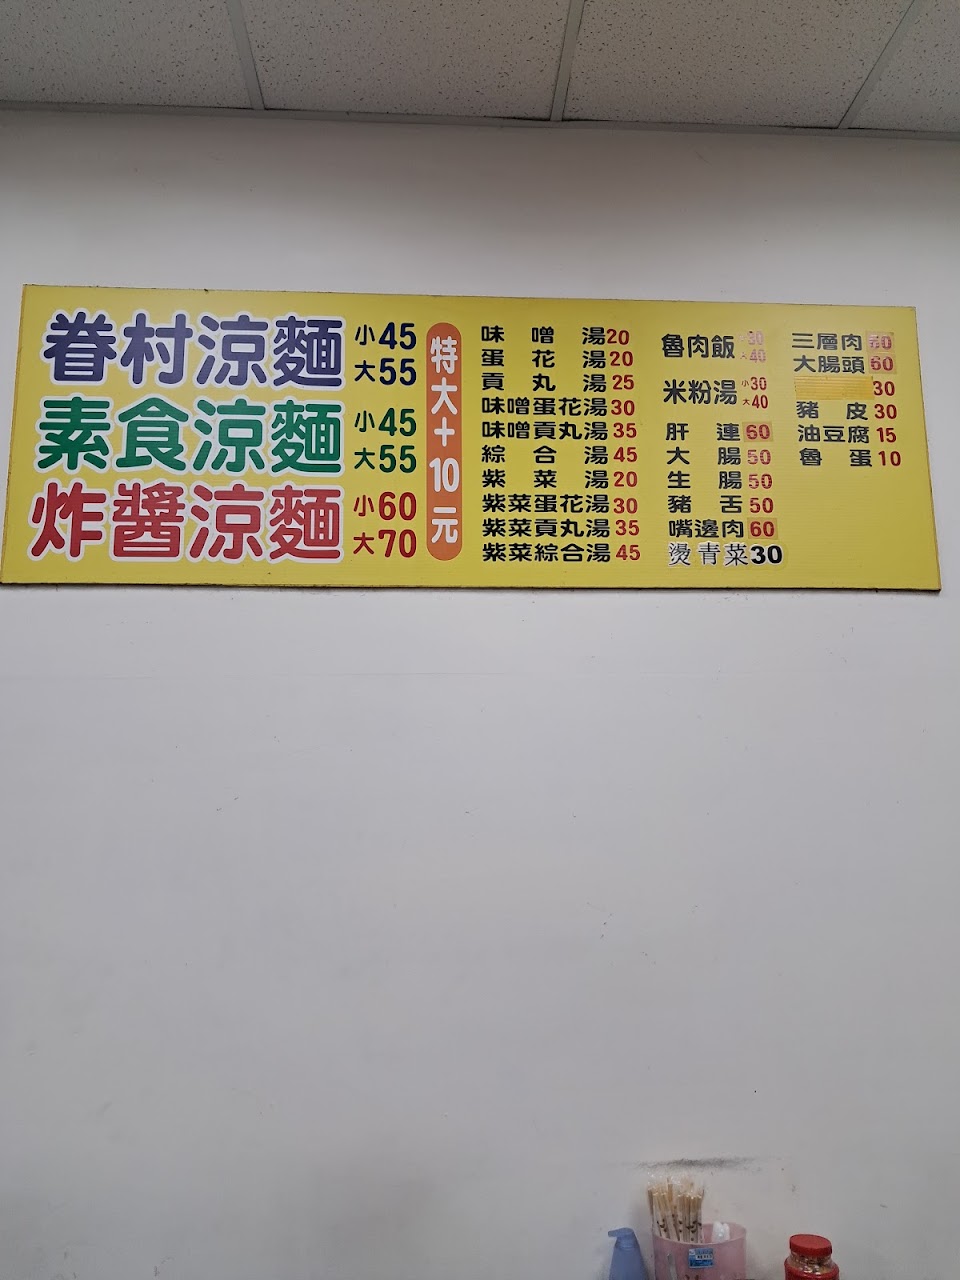 眷村涼麵 小45 大55
素食涼麵 小45 大55
炸醬涼麵 小60 大70
特大+10元
味噌湯20
蛋花湯20
貢丸湯25
味噌蛋花湯30
味噌貢丸湯35
綜合湯45
紫菜湯20
紫菜蛋花湯30
紫菜貢丸湯35
紫菜綜合湯45
魯肉飯 小30 大40
米粉湯 小30 大40
肝連60
大腸50
生腸50
豬舌50
嘴邊肉60
燙青菜30
三層肉60
大腸頭60
30
豬皮30
油豆腐15
魯蛋10